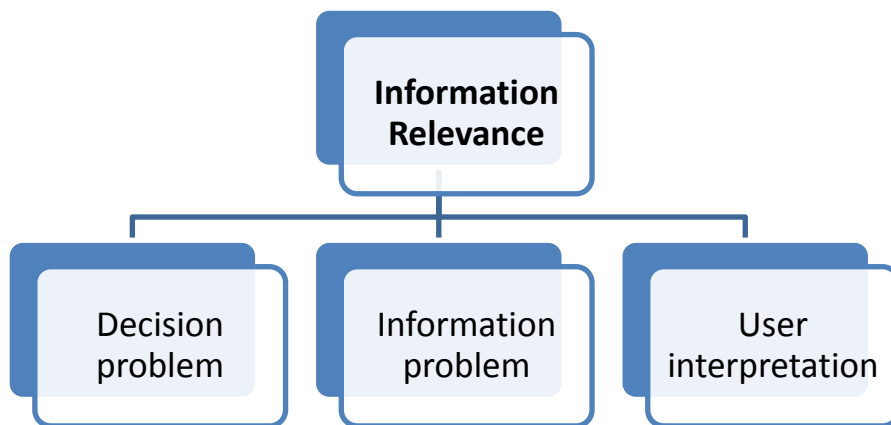 Information
Relevance
Decision
problem
Information
problem
User
interpretation